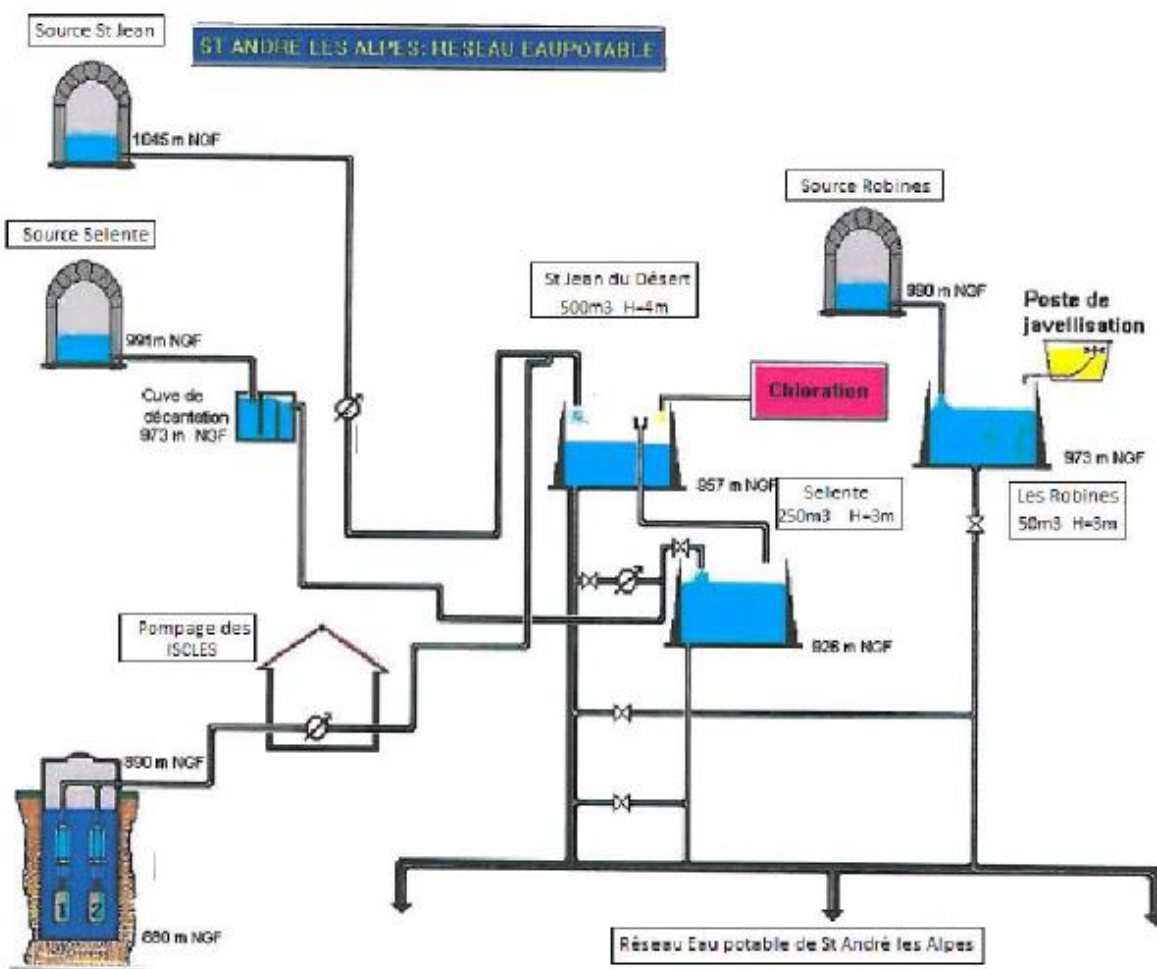 Source St Jean
ST ANDRE LES ALPES: RESEAU EAUPOTABLE
1045 m NGF
Source Robines
Source Selente
St Jean du Désert
500m3 H=4m
990 m NGF
Poste de
javellisation
991m NGF
Cuve de
décantation
973 m NGF
Chloration
957 m NGF
973 m NGF
Selente
250m3 H=3m
Les Robines
50m3 H=3m
Pompage des
ISCLES
926 m NGF
890 m NGF
1 2
880 m NGF
Réseau Eau potable de St André les Alpes